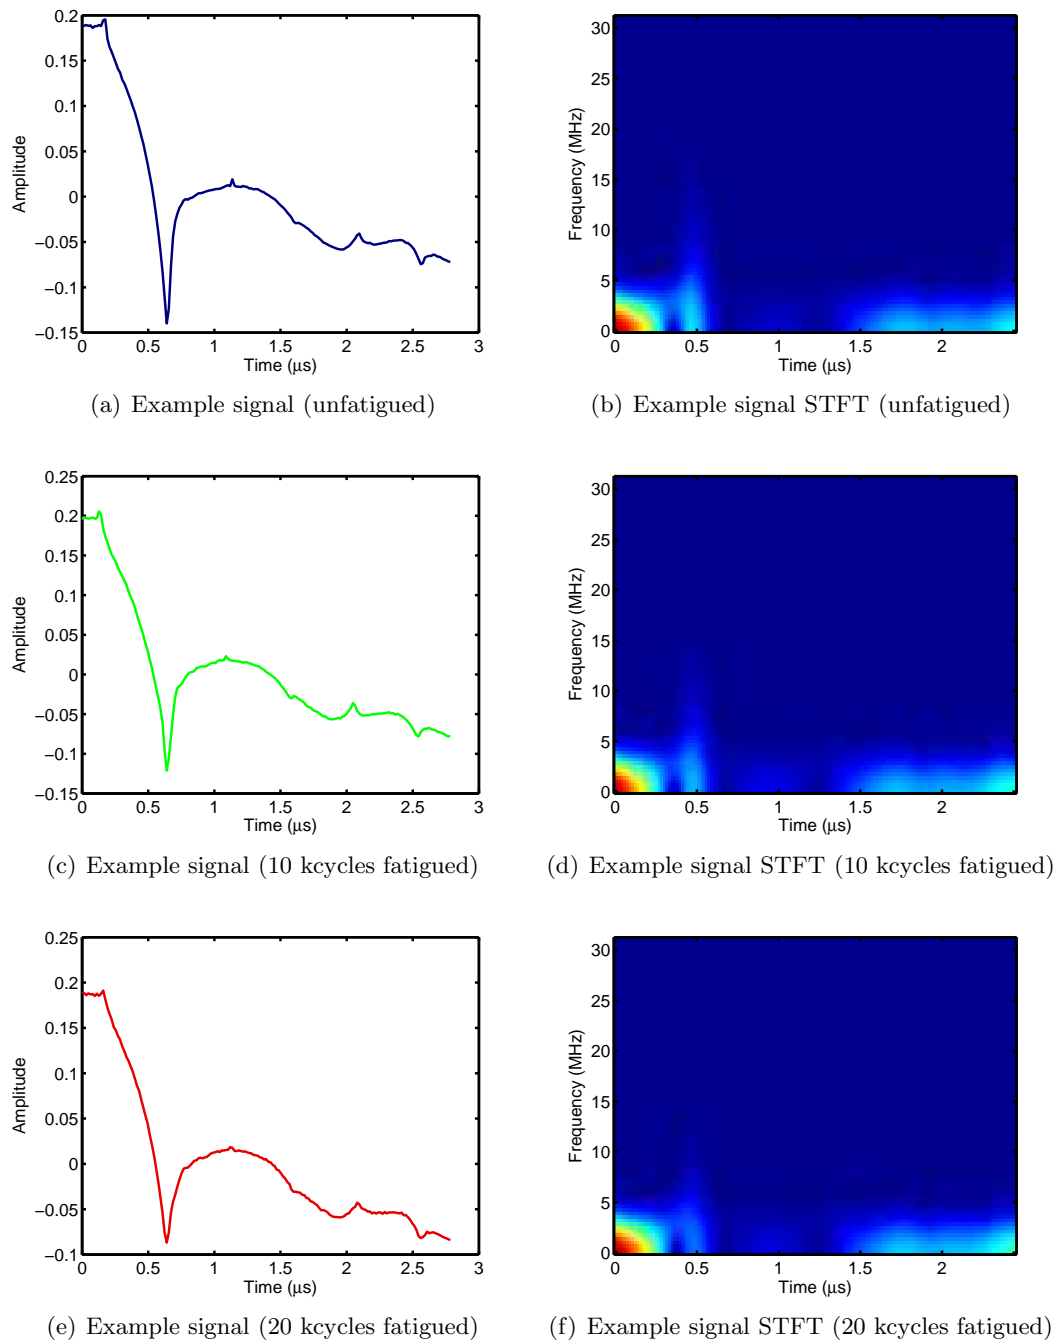 0.2
0.15
0.1
0.05
0
−0.05
−0.1
−0.15
Amplitude
0 0.5 1 1.5 2 2.5 3
Time (μs)
(a) Example signal (unfatigued)
30
25
20
15
10
5
0
Frequency (MHz)
0 0.5 1 1.5 2
Time (μs)
(b) Example signal STFT (unfatigued)
0.25
0.2
0.15
0.1
0.05
0
−0.05
−0.1
−0.15
Amplitude
0 0.5 1 1.5 2 2.5 3
Time (μs)
(c) Example signal (10 kcycles fatigued)
30
25
20
15
10
5
0
Frequency (MHz)
0 0.5 1 1.5 2
Time (μs)
(d) Example signal STFT (10 kcycles fatigued)
0.25
0.2
0.15
0.1
0.05
0
−0.05
−0.1
Amplitude
0 0.5 1 1.5 2 2.5 3
Time (μs)
(e) Example signal (20 kcycles fatigued)
30
25
20
15
10
5
0
Frequency (MHz)
0 0.5 1 1.5 2
Time (μs)
(f) Example signal STFT (20 kcycles fatigued)